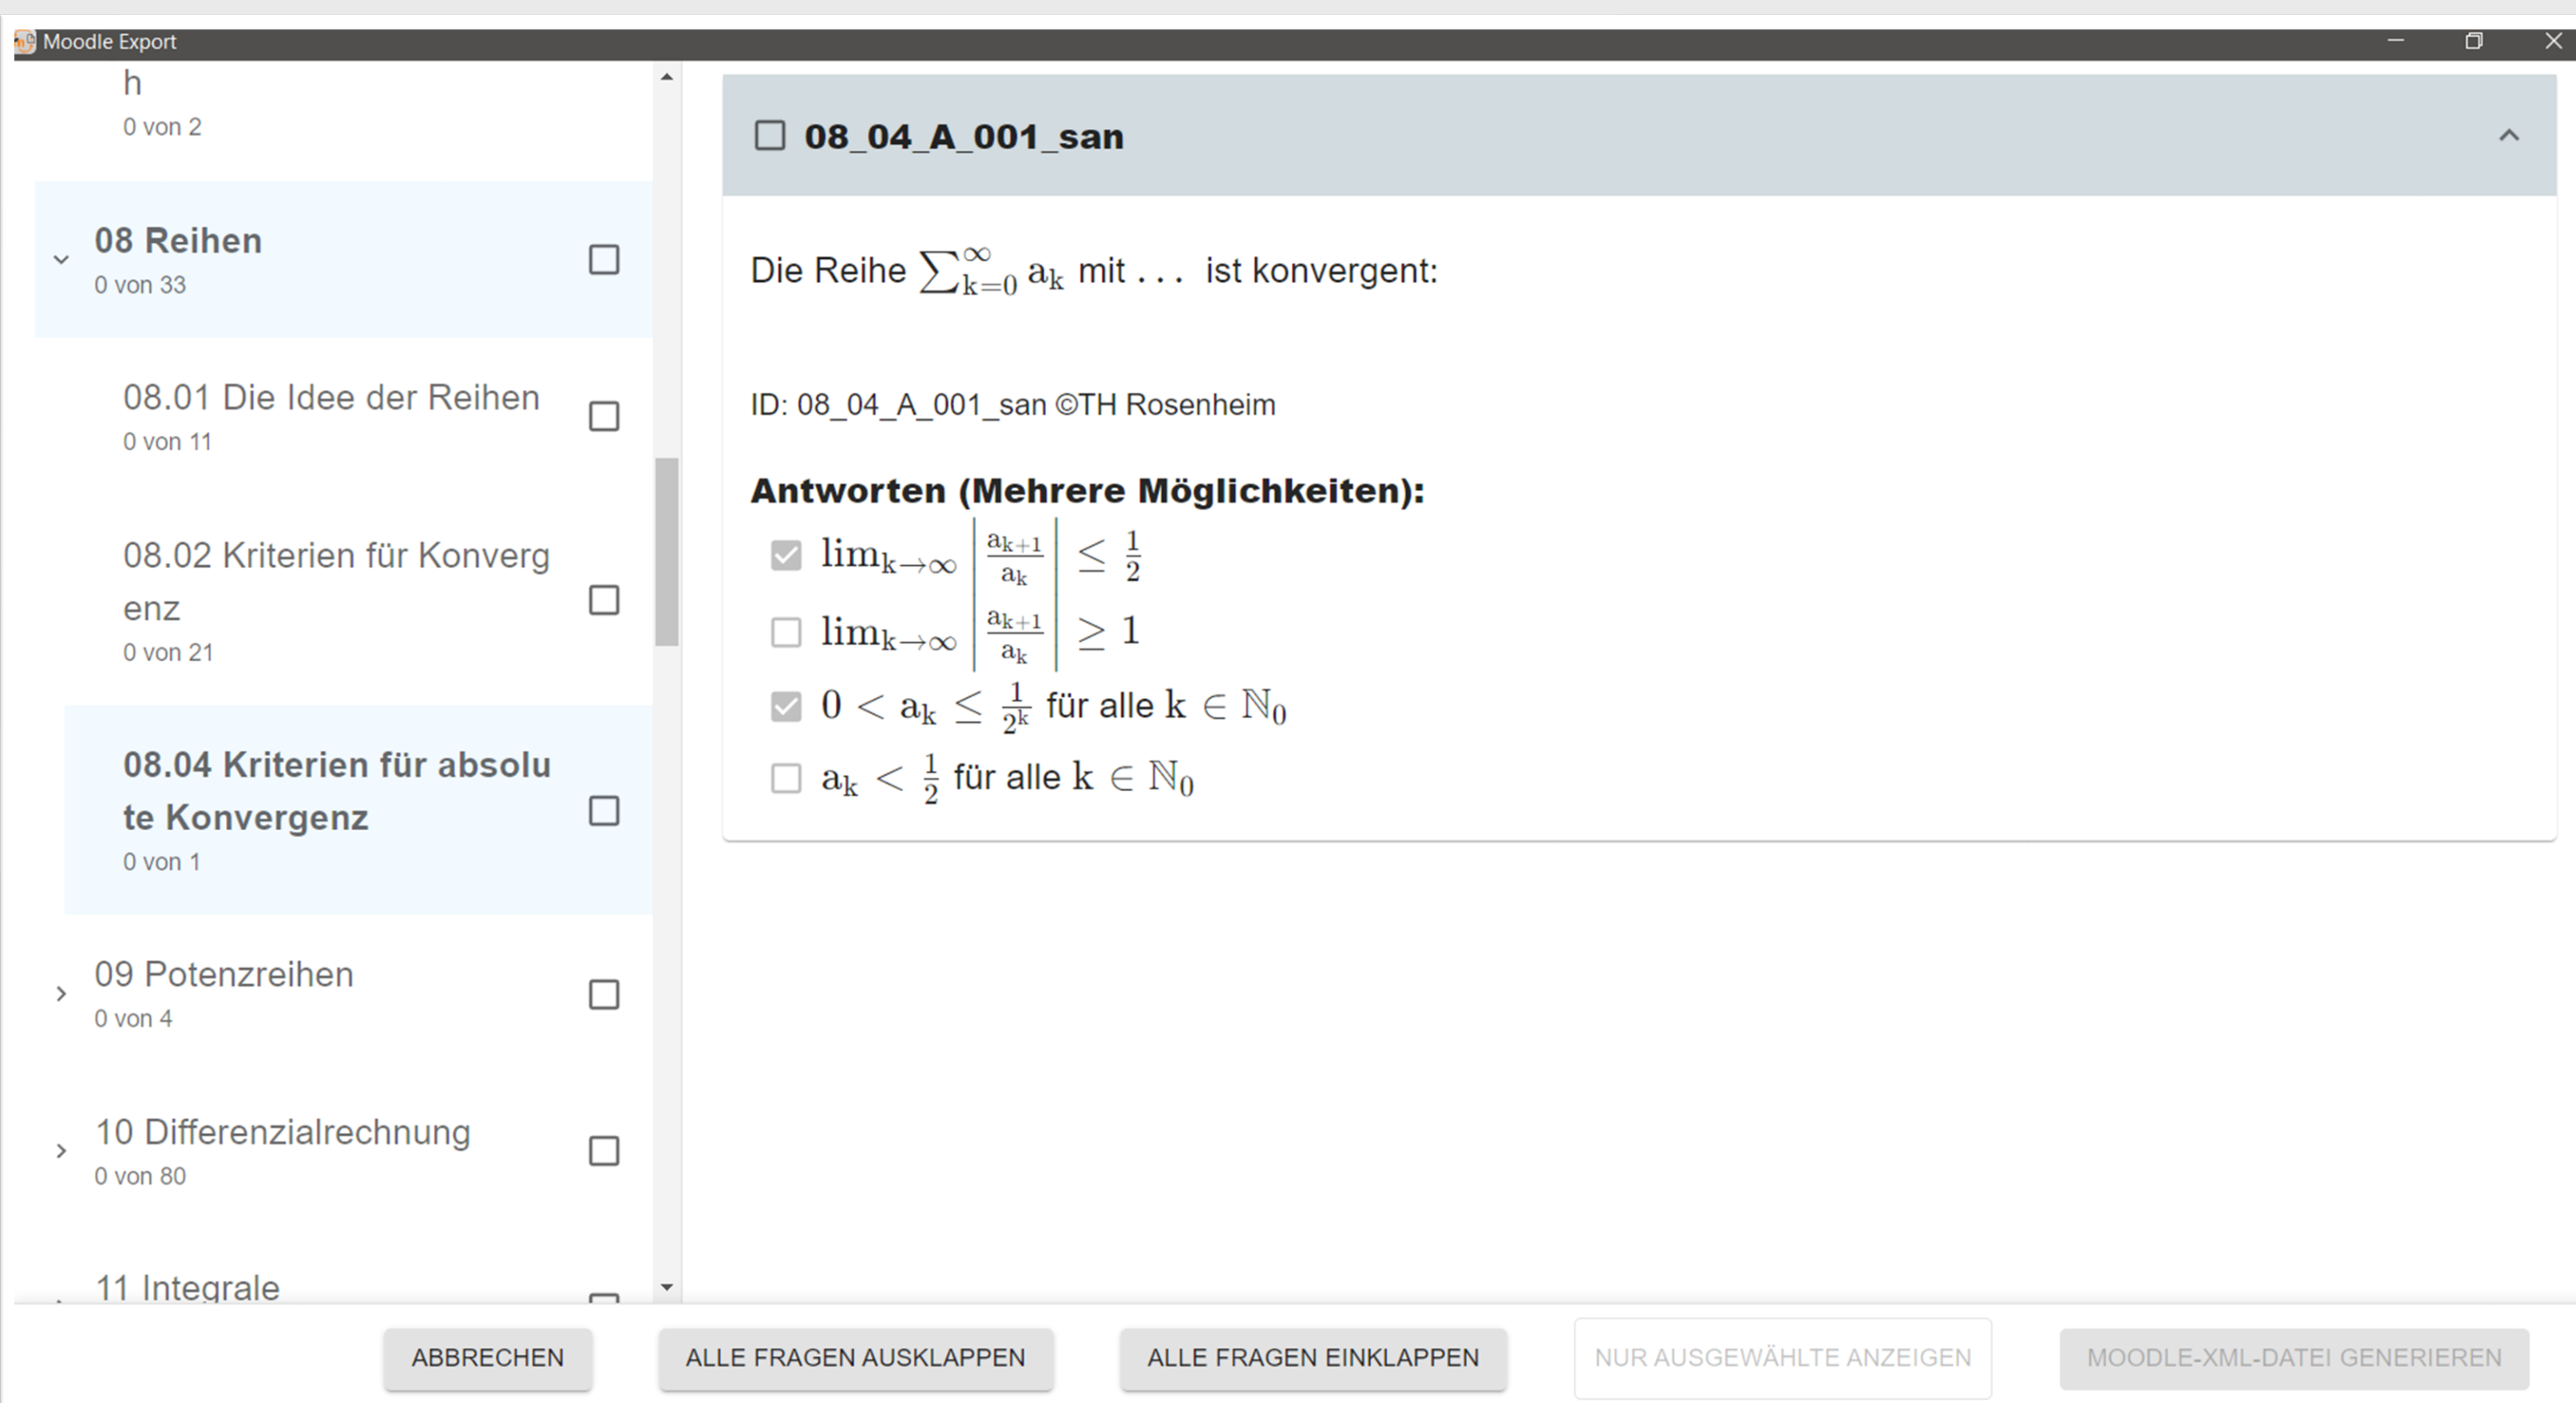 Moodle Export
h
0 von 2
08 Reihen
0 von 33
08.01 Die Idee der Reihen
0 von 11
08.02 Kriterien für Konverg
enz
0 von 21
08.04 Kriterien für absolu
te Konvergenz
0 von 1
09 Potenzreihen
0 von 4
10 Differenzialrechnung
0 von 80
11 Integrale
08_04_A_001_san
Die Reihe ∑_{k=0}^{∞} a_k mit ... ist konvergent:
ID: 08_04_A_001_san ©TH Rosenheim
Antworten (Mehrere Möglichkeiten):
lim_{k→∞} |a_{k+1}/a_k| ≤ 1/2
lim_{k→∞} |a_{k+1}/a_k| ≥ 1
0 < a_k ≤ 1/2^k für alle k ∈ ℕ₀
a_k < 1/2 für alle k ∈ ℕ₀
ABBRECHEN
ALLE FRAGEN AUSKLAPPEN
ALLE FRAGEN EINKLAPPEN
NUR AUSGEWÄHLTE ANZEIGEN
MOODLE-XML-DATEI GENERIEREN